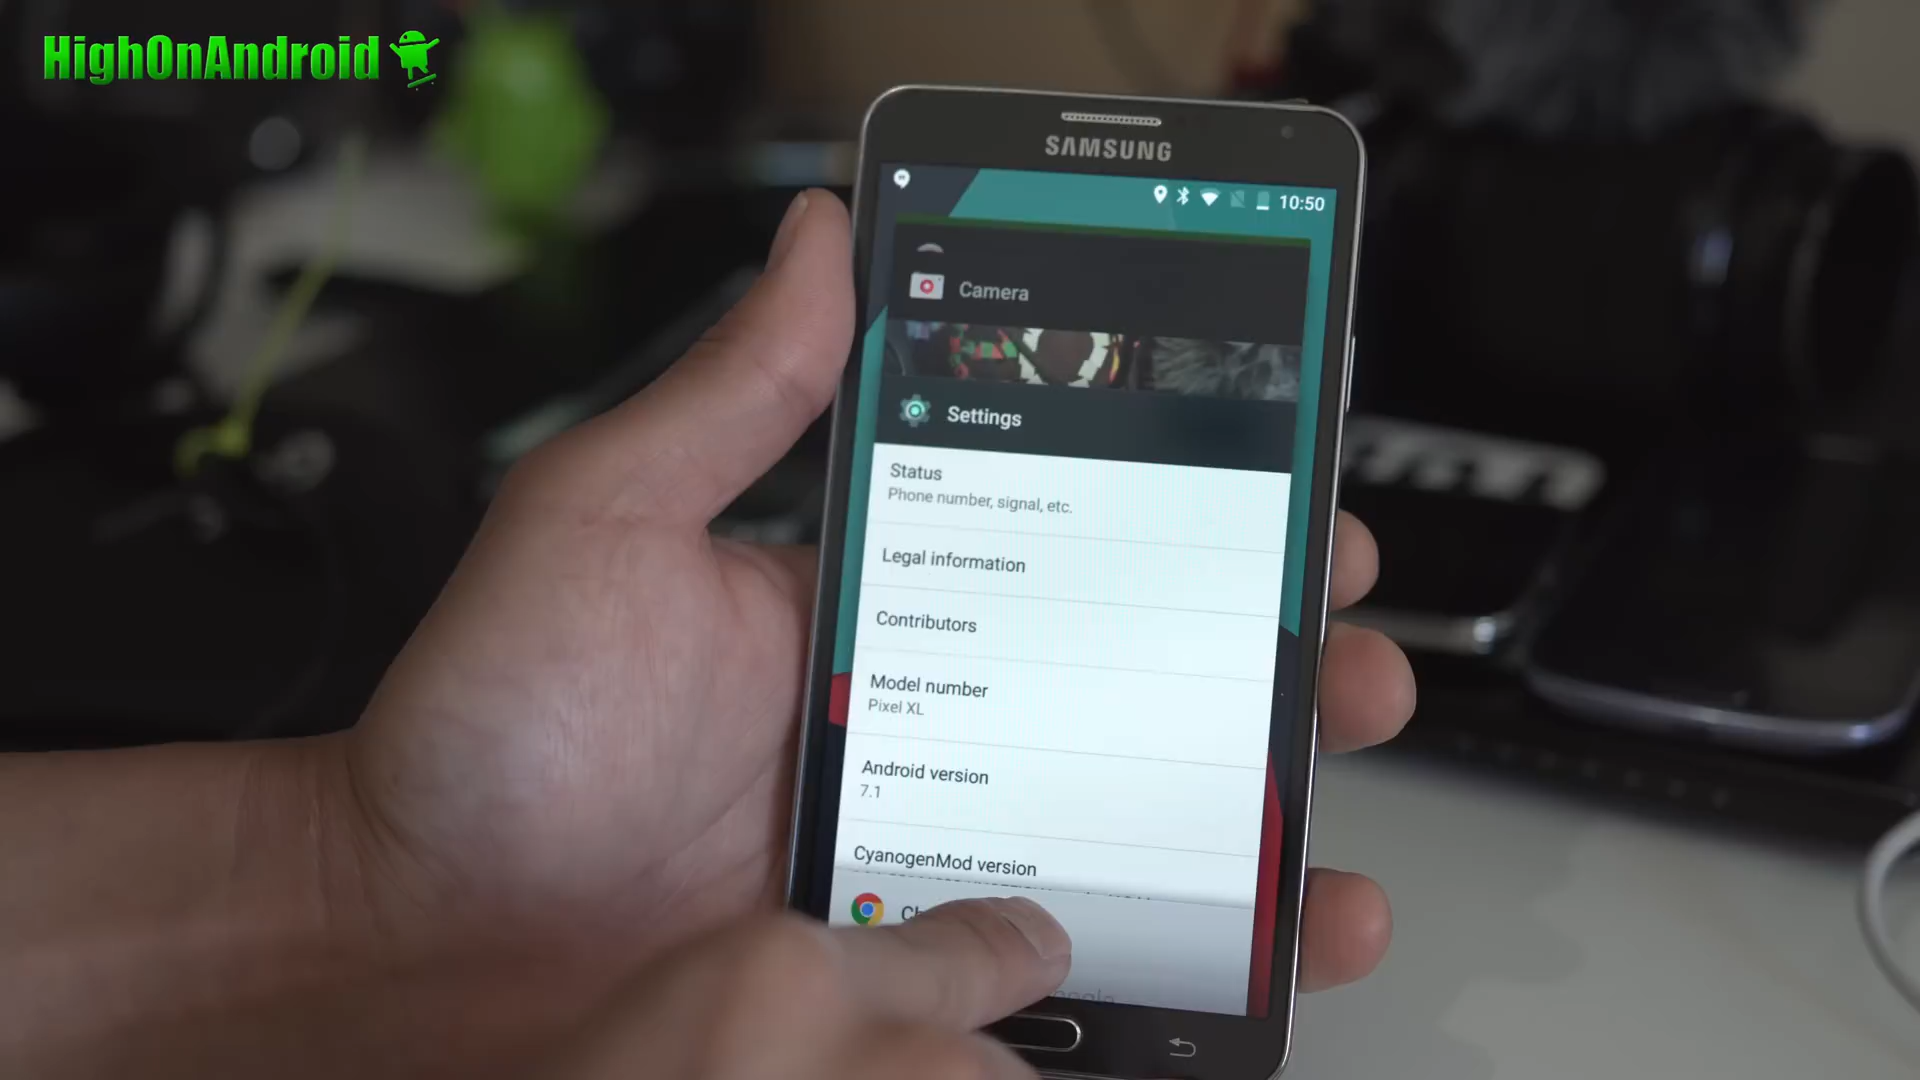 HighOnAndroid
SAMSUNG
10:50
Camera
Settings
Status
Phone number, signal, etc.
Legal information
Contributors
Model number
Pixel XL
Android version
7.1
CyanogenMod version